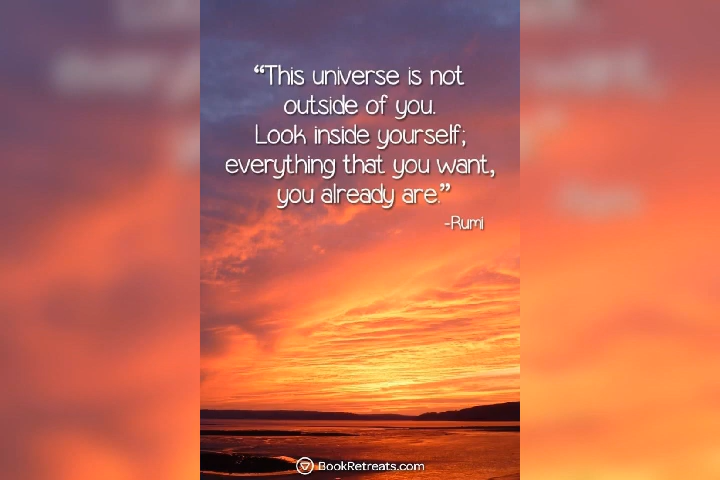 “This universe is not
outside of you.
Look inside yourself;
everything that you want,
you already are.”
-Rumi
BookRetreats.com